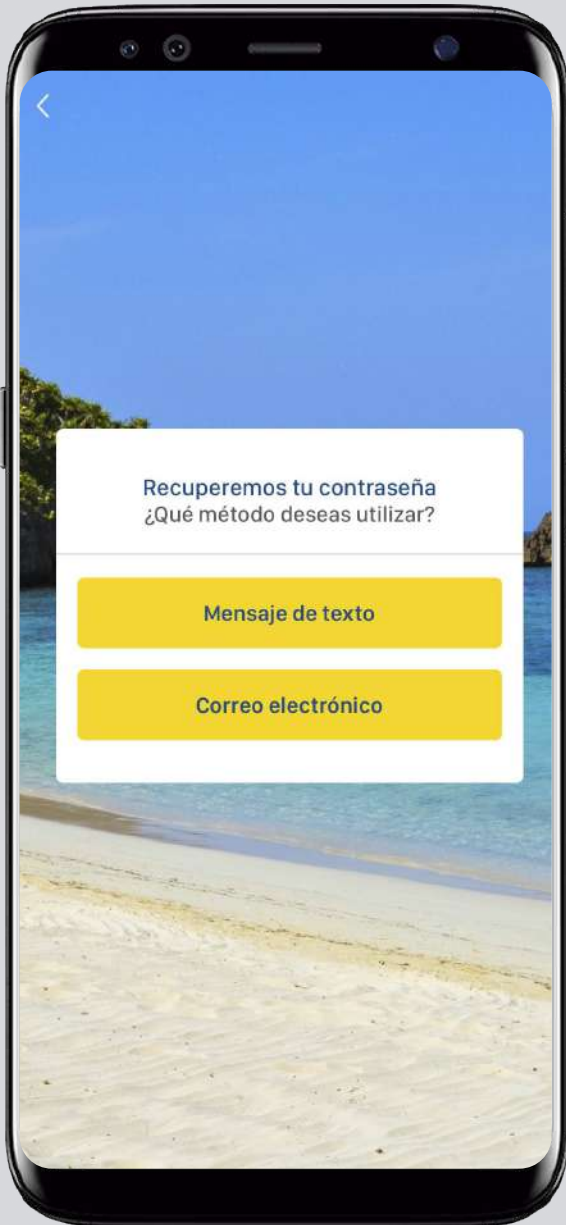 Recuperemos tu contraseña
¿Qué método deseas utilizar?
Mensaje de texto
Correo electrónico